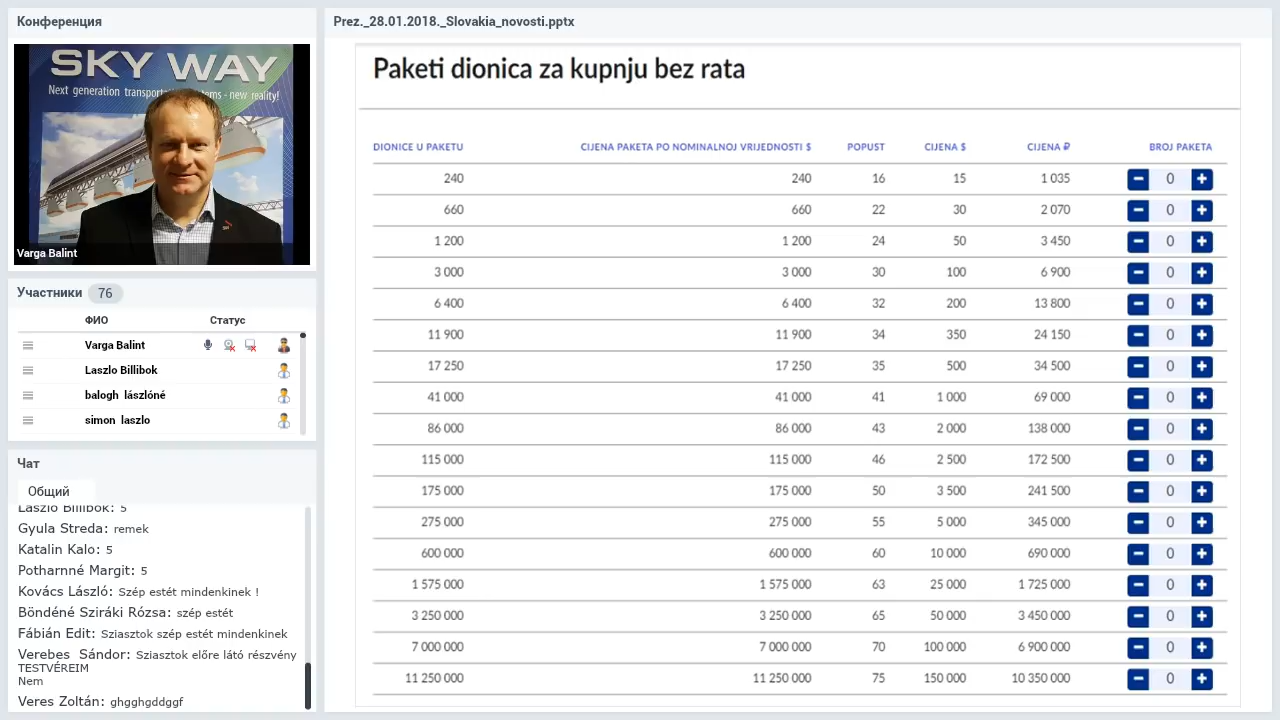 Конференция
SKY WAY
Next generation transport
ems - new reality!
Varga Balint
Участники 76
ФИО Статус
Varga Balint
Laszlo Billibok
balogh lászlóné
simon laszlo
Чат
Общий
Laszlo Billibok: 5
Gyula Streda: remek
Katalin Kalo: 5
Potharnné Margit: 5
Kovács László: Szép estét mindenkinek !
Böndéné Sziráki Rózsa: szép estét
Fábián Edit: Sziasztok szép estét mindenkinek
Verebes Sándor: Sziasztok előre látó részvény
TESTVÉREIM
Nem
Veres Zoltán: ghgghgddggf
Prez._28.01.2018._Slovakia_novosti.pptx
Paketi dionica za kupnju bez rata
DIONICE U PAKETU CIJENA PAKETA PO NOMINALNOJ VRIJEDNOSTI $ POPUST CIJENA $ CIJENA ₽ BROJ PAKETA
240 240 16 15 1 035 − 0 +
660 660 22 30 2 070 − 0 +
1 200 1 200 24 50 3 450 − 0 +
3 000 3 000 30 100 6 900 − 0 +
6 400 6 400 32 200 13 800 − 0 +
11 900 11 900 34 350 24 150 − 0 +
17 250 17 250 35 500 34 500 − 0 +
41 000 41 000 41 1 000 69 000 − 0 +
86 000 86 000 43 2 000 138 000 − 0 +
115 000 115 000 46 2 500 172 500 − 0 +
175 000 175 000 50 3 500 241 500 − 0 +
275 000 275 000 55 5 000 345 000 − 0 +
600 000 600 000 60 10 000 690 000 − 0 +
1 575 000 1 575 000 63 25 000 1 725 000 − 0 +
3 250 000 3 250 000 65 50 000 3 450 000 − 0 +
7 000 000 7 000 000 70 100 000 6 900 000 − 0 +
11 250 000 11 250 000 75 150 000 10 350 000 − 0 +